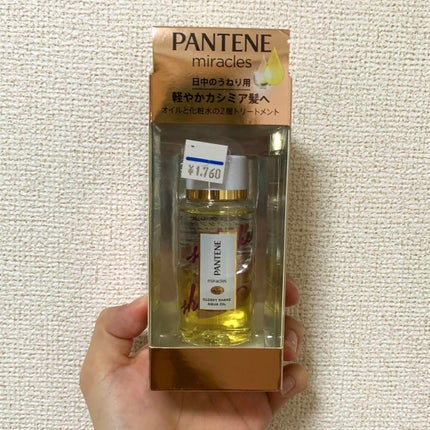 PANTENE
miracles
日中のうねり用
軽やかカシミア髪へ
オイルと化粧水の2層トリートメント
¥1,760
PANTENE
miracles
GLOSSY SHAKE
AQUA OIL